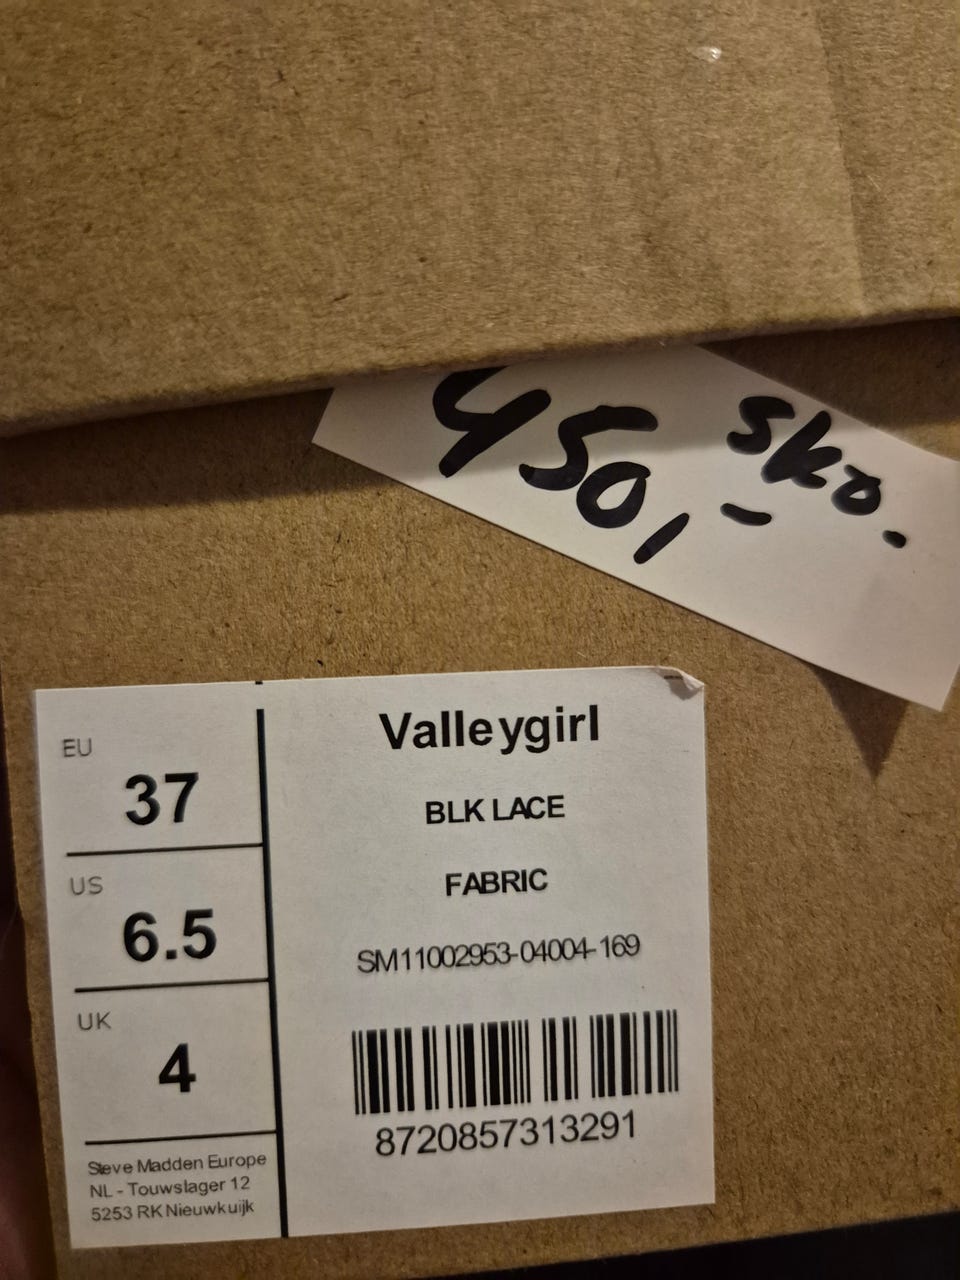 450,-
sko.
Valleygirl
BLK LACE
FABRIC
SM11002953-04004-169
8720857313291
EU
37
US
6.5
UK
4
Steve Madden Europe
NL - Touwslager 12
5253 RK Nieuwkuijk